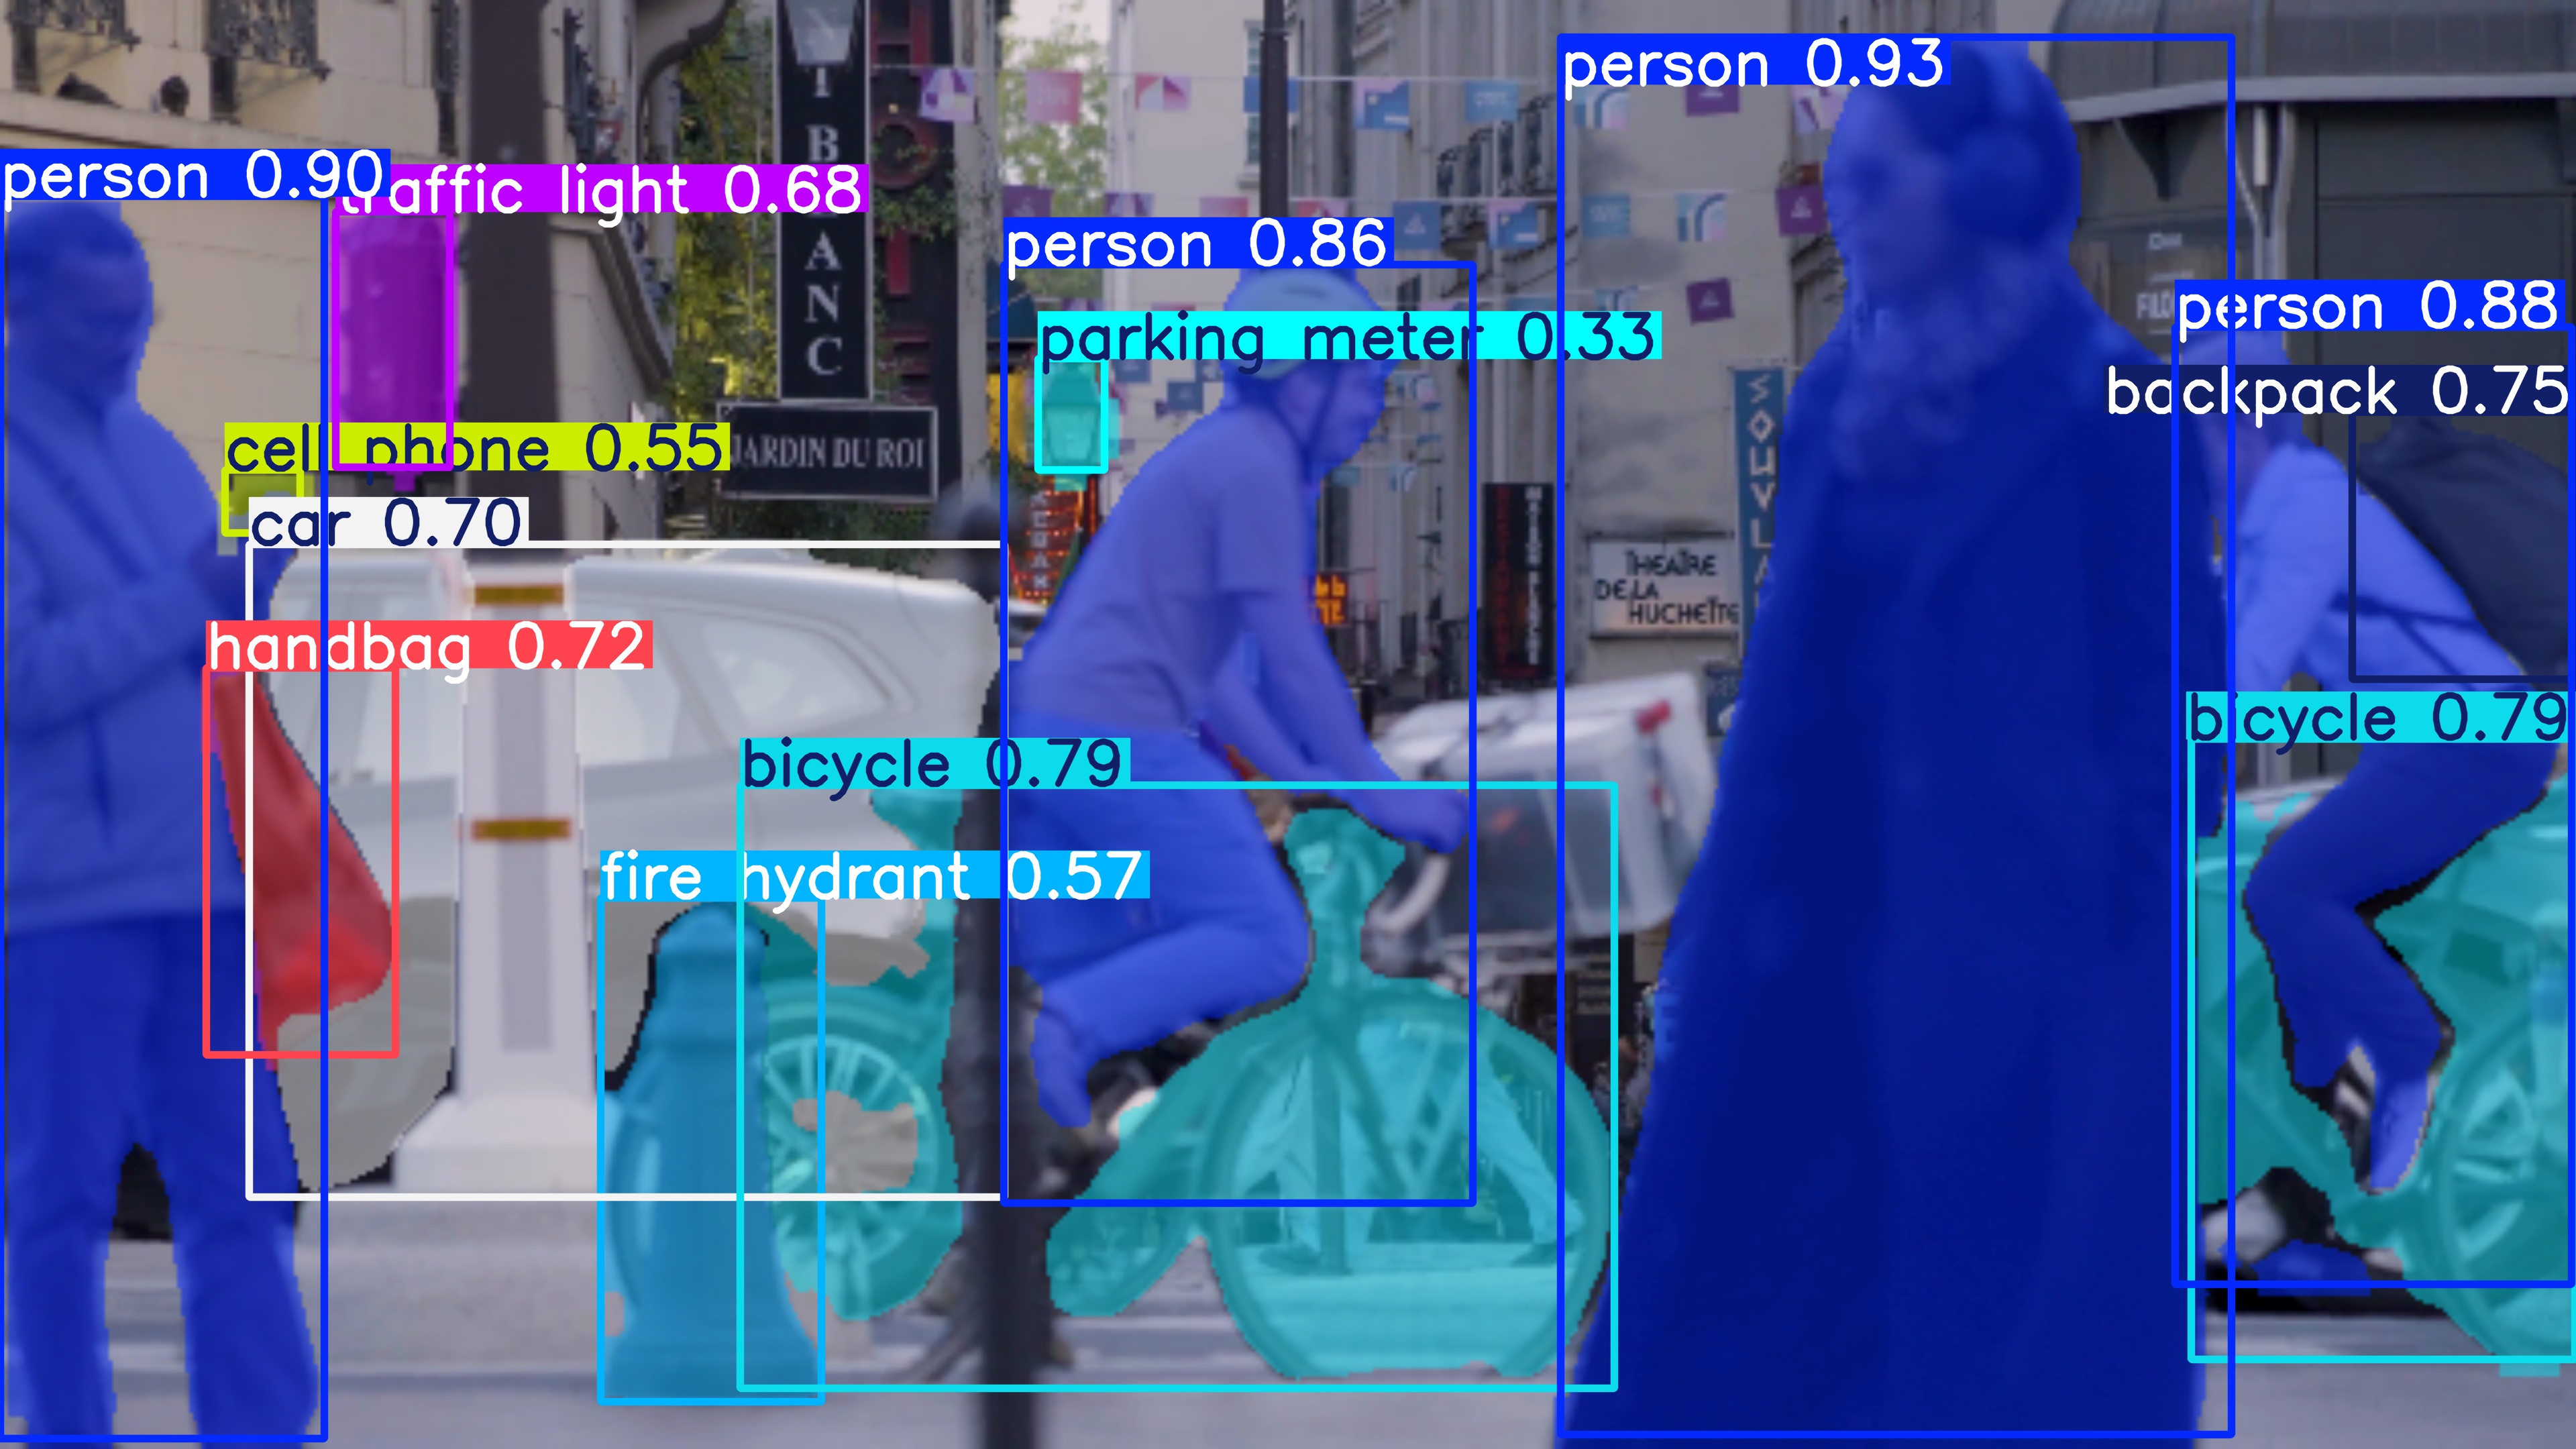 person 0.93
person 0.90
traffic light 0.68
T
B
ANC
person 0.86
person 0.88
parking meter 0.33
backpack 0.75
cell phone 0.55
JARDIN DU ROI
SOUVLA
car 0.70
THEATRE
DE LA
HUCHETTE
handbag 0.72
bicycle 0.79
bicycle 0.79
fire hydrant 0.57